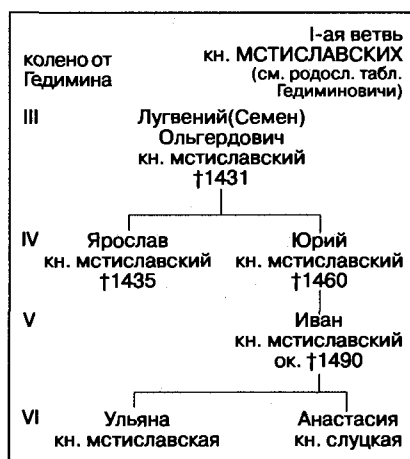 I-ая ветвь
кн. МСТИСЛАВСКИХ
(см. родосл. табл.
Гедиминовичи)
колено от
Гедимина
III Лугвений(Семен)
Ольгердович
кн. мстиславский
†1431
IV Ярослав Юрий
кн. мстиславский кн. мстиславский
†1435 †1460
V Иван
кн. мстиславский
ок. †1490
VI Ульяна Анастасия
кн. мстиславская кн. слуцкая